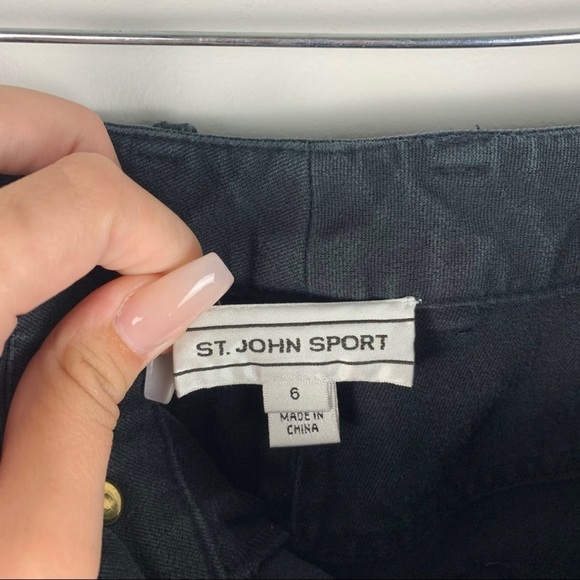 ST. JOHN SPORT
6
MADE IN
CHINA